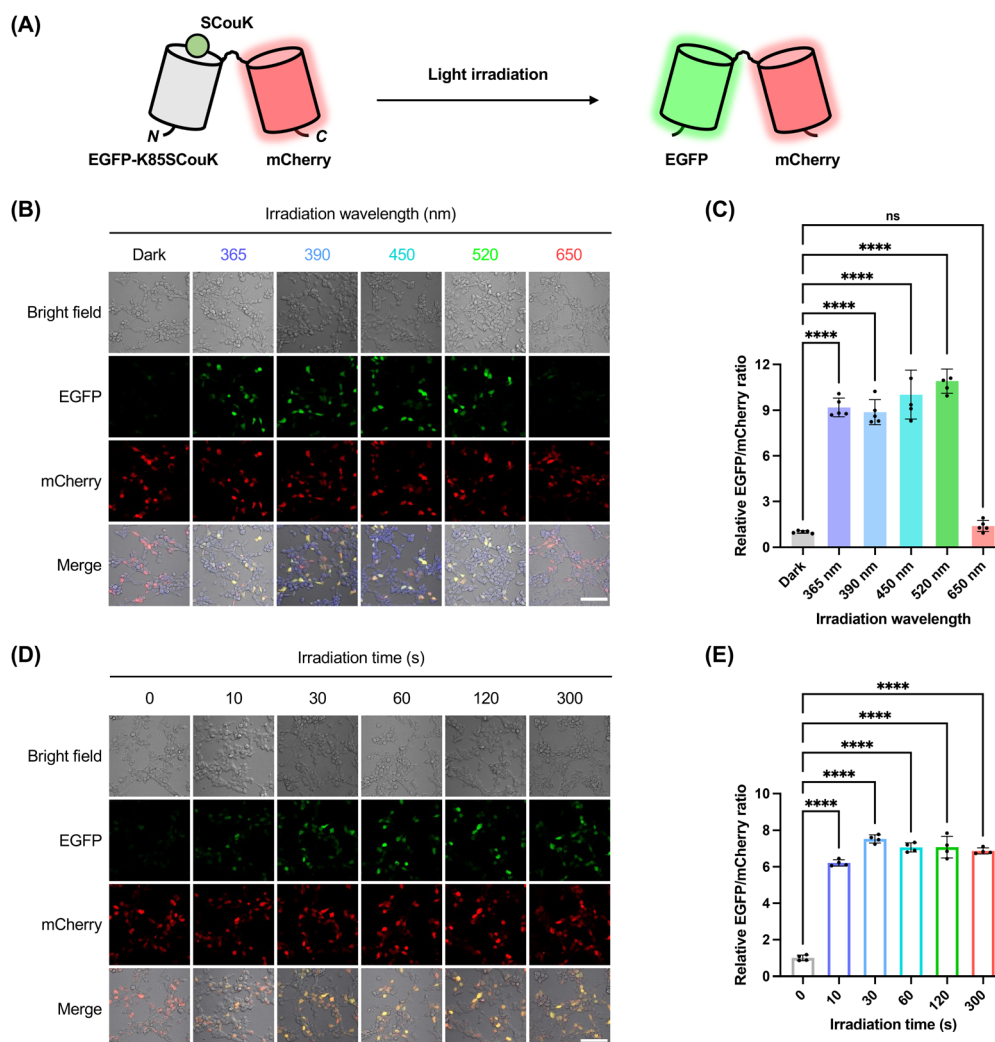 (A)
SCouK
Light irradiation
N
C
EGFP-K85SCouK
mCherry
EGFP
mCherry
(B)
Irradiation wavelength (nm)
Dark 365 390 450 520 650
Bright field
EGFP
mCherry
Merge
(C)
ns
****
****
****
****
Relative EGFP/mCherry ratio
12
9
6
3
0
Dark
365 nm
390 nm
450 nm
520 nm
650 nm
Irradiation wavelength
(D)
Irradiation time (s)
0 10 30 60 120 300
Bright field
EGFP
mCherry
Merge
(E)
****
****
****
****
****
Relative EGFP/mCherry ratio
10
8
6
4
2
0
0
10
30
60
120
300
Irradiation time (s)